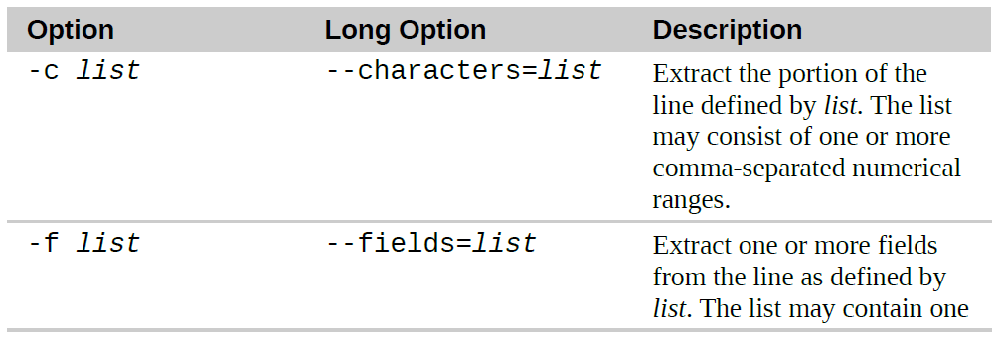 Option Long Option Description
-c list --characters=list Extract the portion of the
line defined by list. The list
may consist of one or more
comma-separated numerical
ranges.
-f list --fields=list Extract one or more fields
from the line as defined by
list. The list may contain one